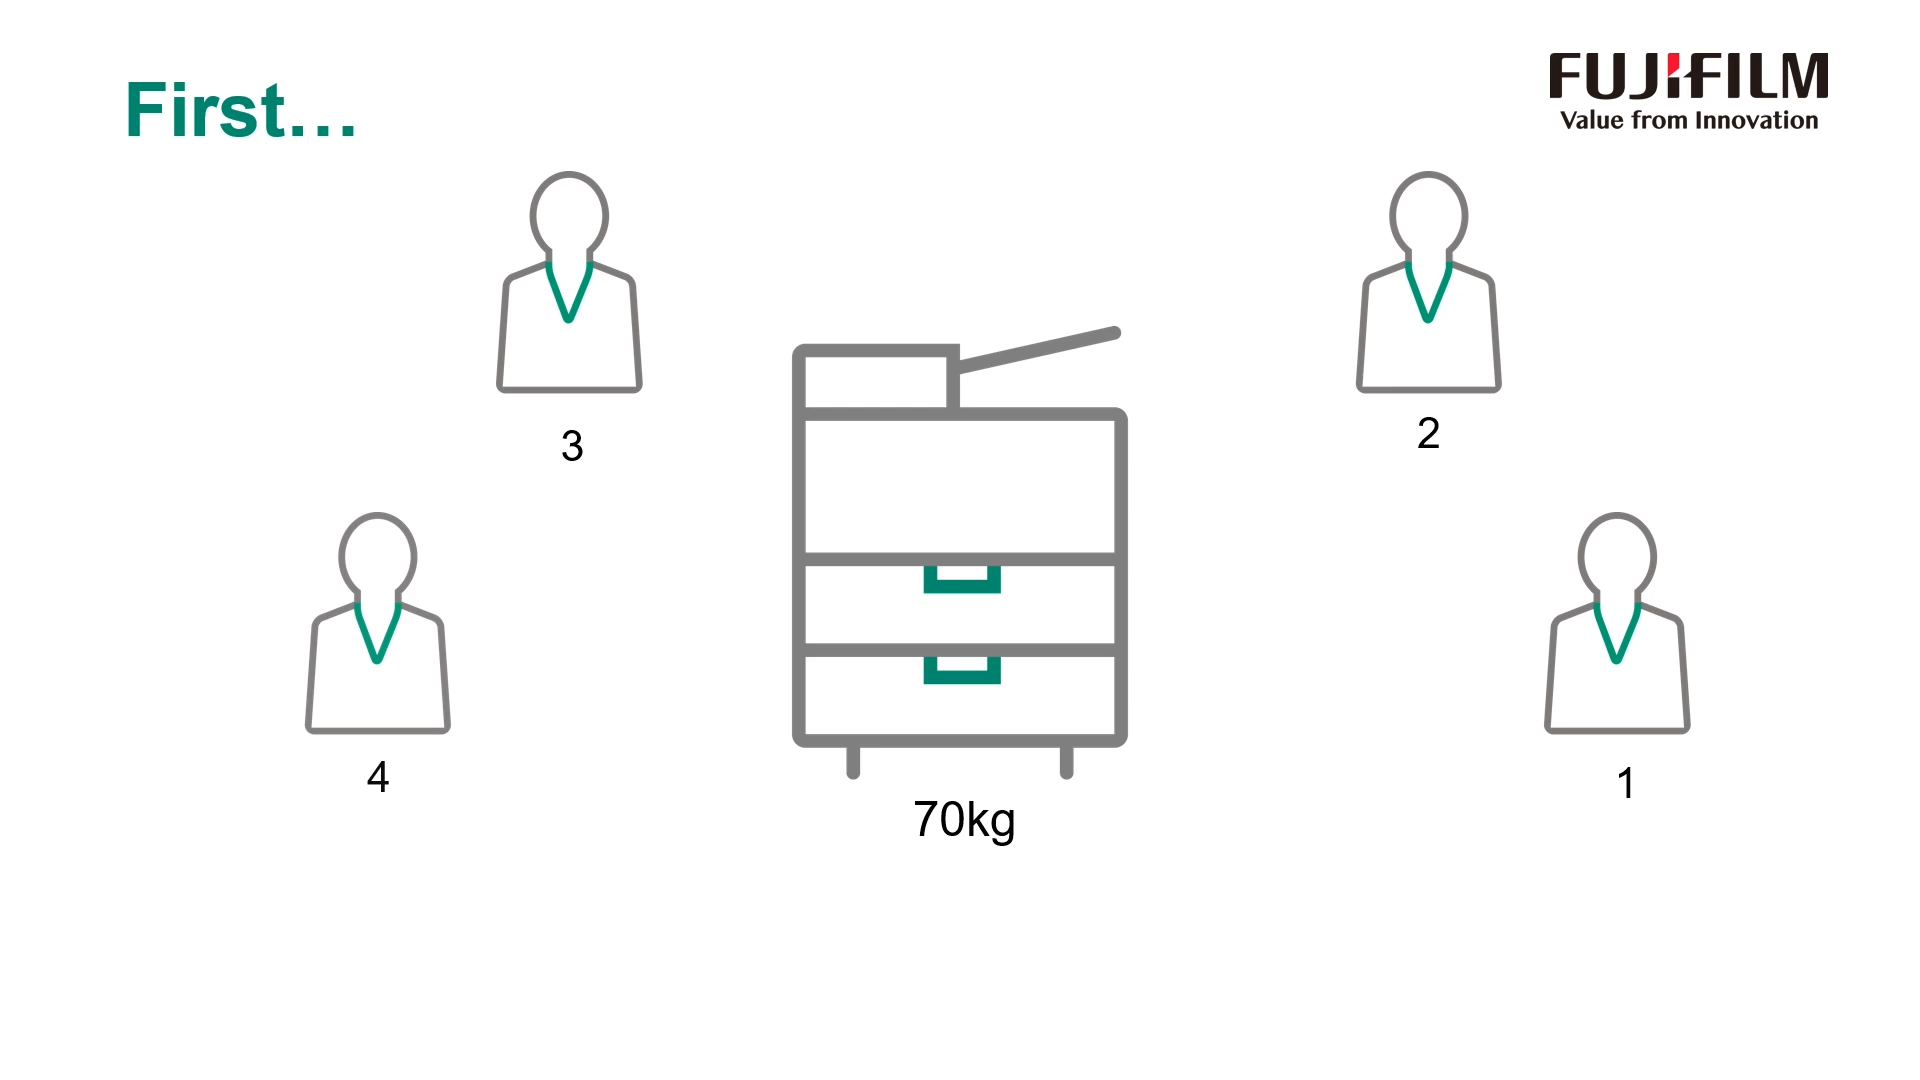 First...
FUJIFILM
Value from Innovation
3
2
4
1
70kg